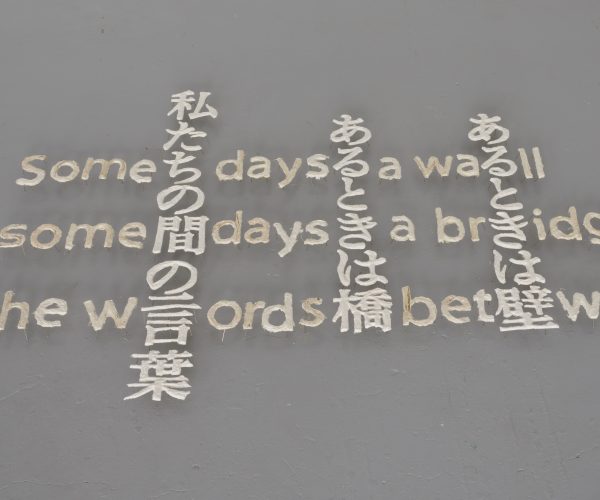 some days a wall
some days a bridg
he words betw
あるときは壁
あるときは橋
私たちの間の言葉